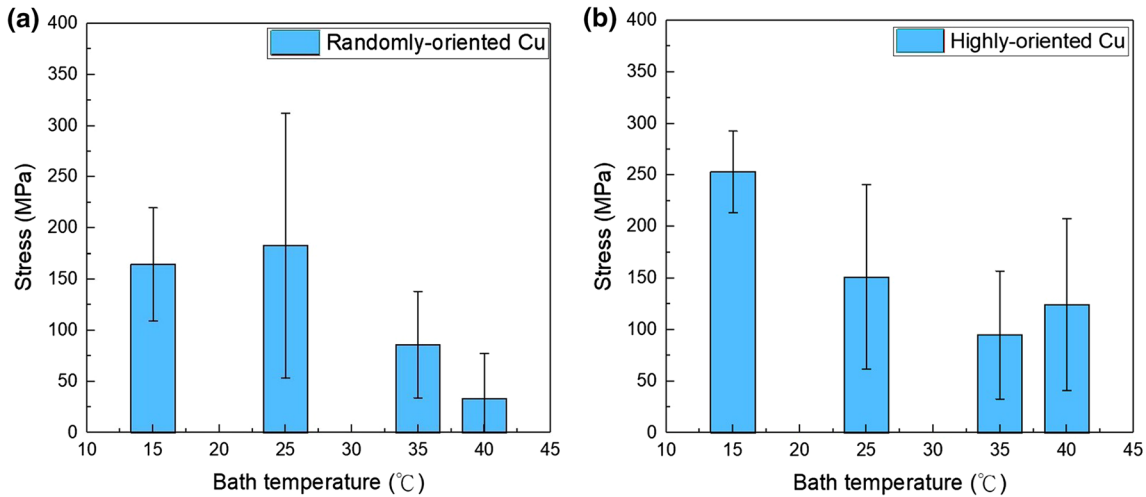 (a)
Randomly-oriented Cu
Stress (MPa)
400
350
300
250
200
150
100
50
0
10 15 20 25 30 35 40 45
Bath temperature (℃)
(b)
Highly-oriented Cu
Stress (MPa)
400
350
300
250
200
150
100
50
0
10 15 20 25 30 35 40 45
Bath temperature (℃)